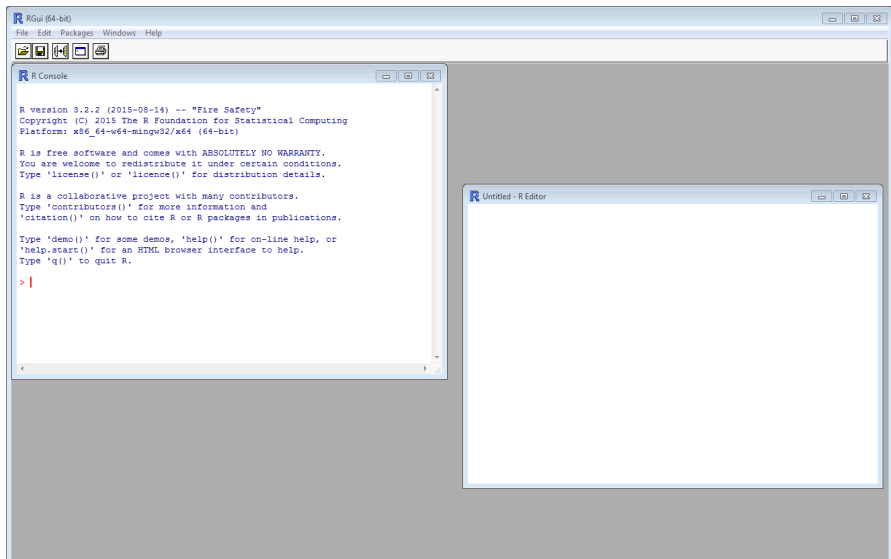 RGui (64-bit)
File Edit Packages Windows Help
R Console
R version 3.2.2 (2015-08-14) -- "Fire Safety"
Copyright (C) 2015 The R Foundation for Statistical Computing
Platform: x86_64-w64-mingw32/x64 (64-bit)
R is free software and comes with ABSOLUTELY NO WARRANTY.
You are welcome to redistribute it under certain conditions.
Type 'license()' or 'licence()' for distribution details.
R is a collaborative project with many contributors.
Type 'contributors()' for more information and
'citation()' on how to cite R or R packages in publications.
Type 'demo()' for some demos, 'help()' for on-line help, or
'help.start()' for an HTML browser interface to help.
Type 'q()' to quit R.
>
Untitled - R Editor